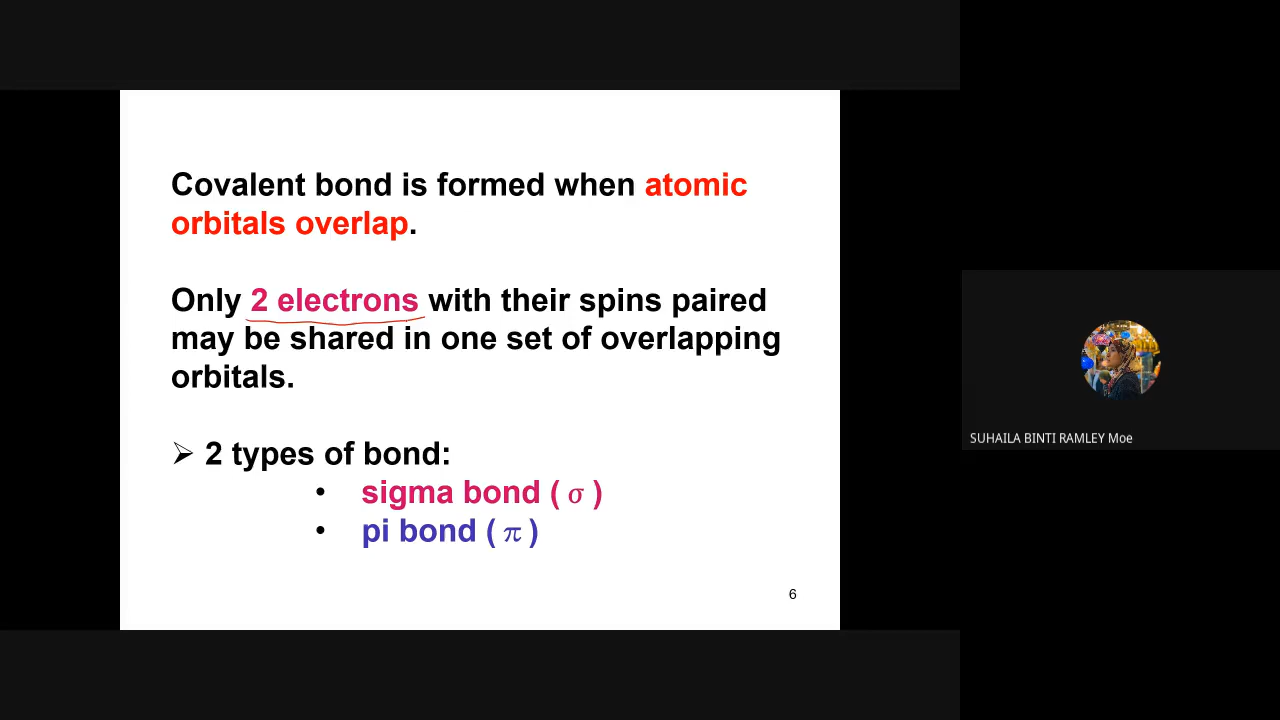 Covalent bond is formed when atomic
orbitals overlap.
Only 2 electrons with their spins paired
may be shared in one set of overlapping
orbitals.
➢ 2 types of bond:
• sigma bond ( σ )
• pi bond ( π )
6
SUHAILA BINTI RAMLEY Moe